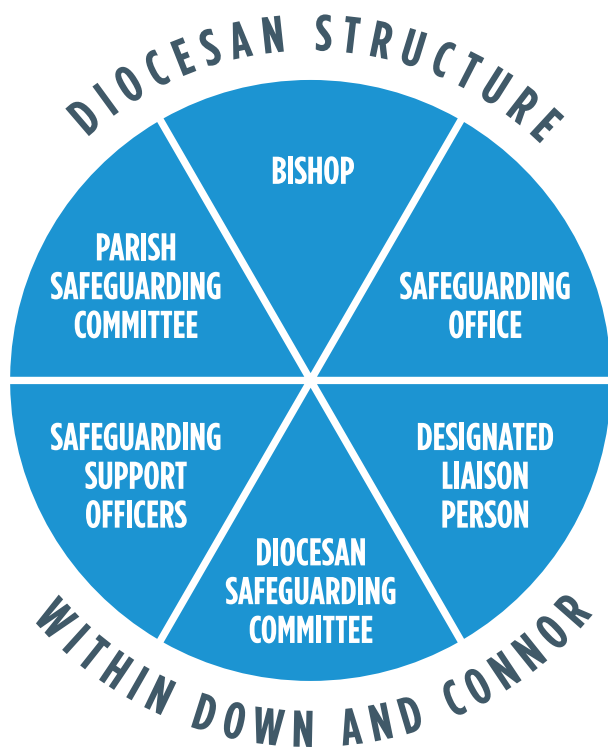 DIOCESAN STRUCTURE
BISHOP
SAFEGUARDING
OFFICE
DESIGNATED
LIAISON
PERSON
DIOCESAN
SAFEGUARDING
COMMITTEE
SAFEGUARDING
SUPPORT
OFFICERS
PARISH
SAFEGUARDING
COMMITTEE
WITHIN DOWN AND CONNOR